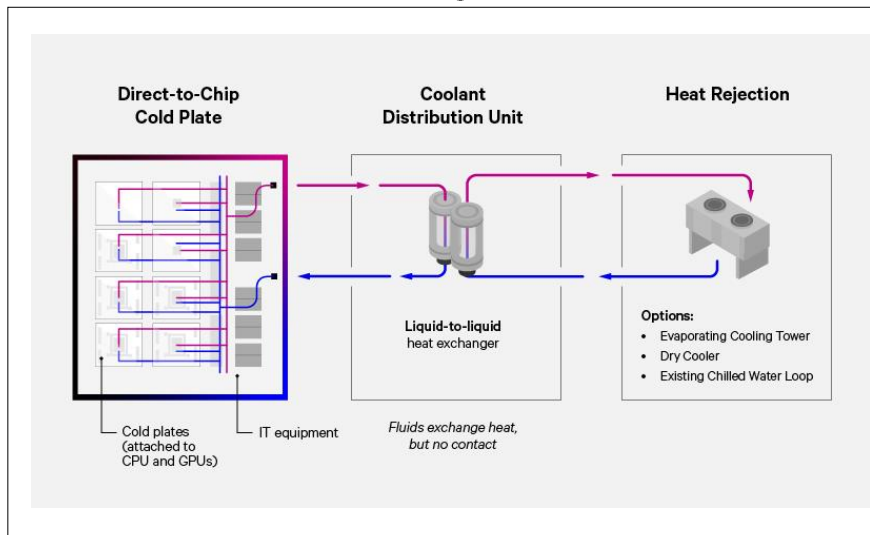 Direct-to-Chip
Cold Plate
Coolant
Distribution Unit
Heat Rejection
Liquid-to-liquid
heat exchanger
Options:
• Evaporating Cooling Tower
• Dry Cooler
• Existing Chilled Water Loop
Cold plates
(attached to
CPU and GPUs)
IT equipment
Fluids exchange heat,
but no contact